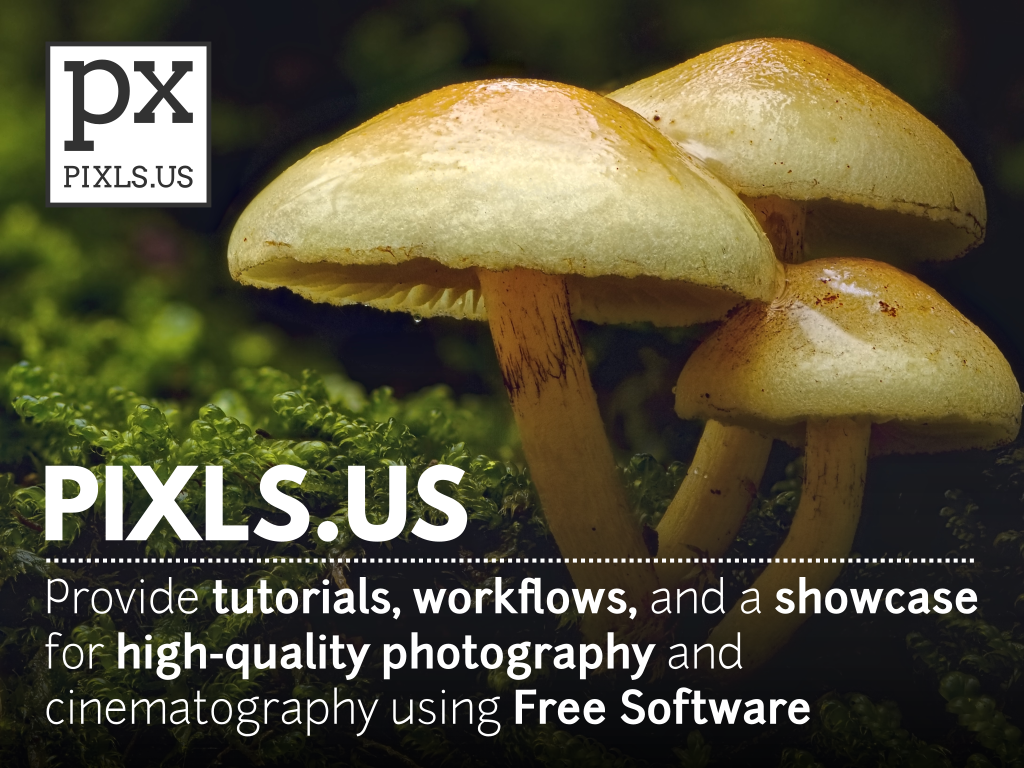 px
PIXLS.US
PIXLS.US
Provide tutorials, workflows, and a showcase
for high-quality photography and
cinematography using Free Software